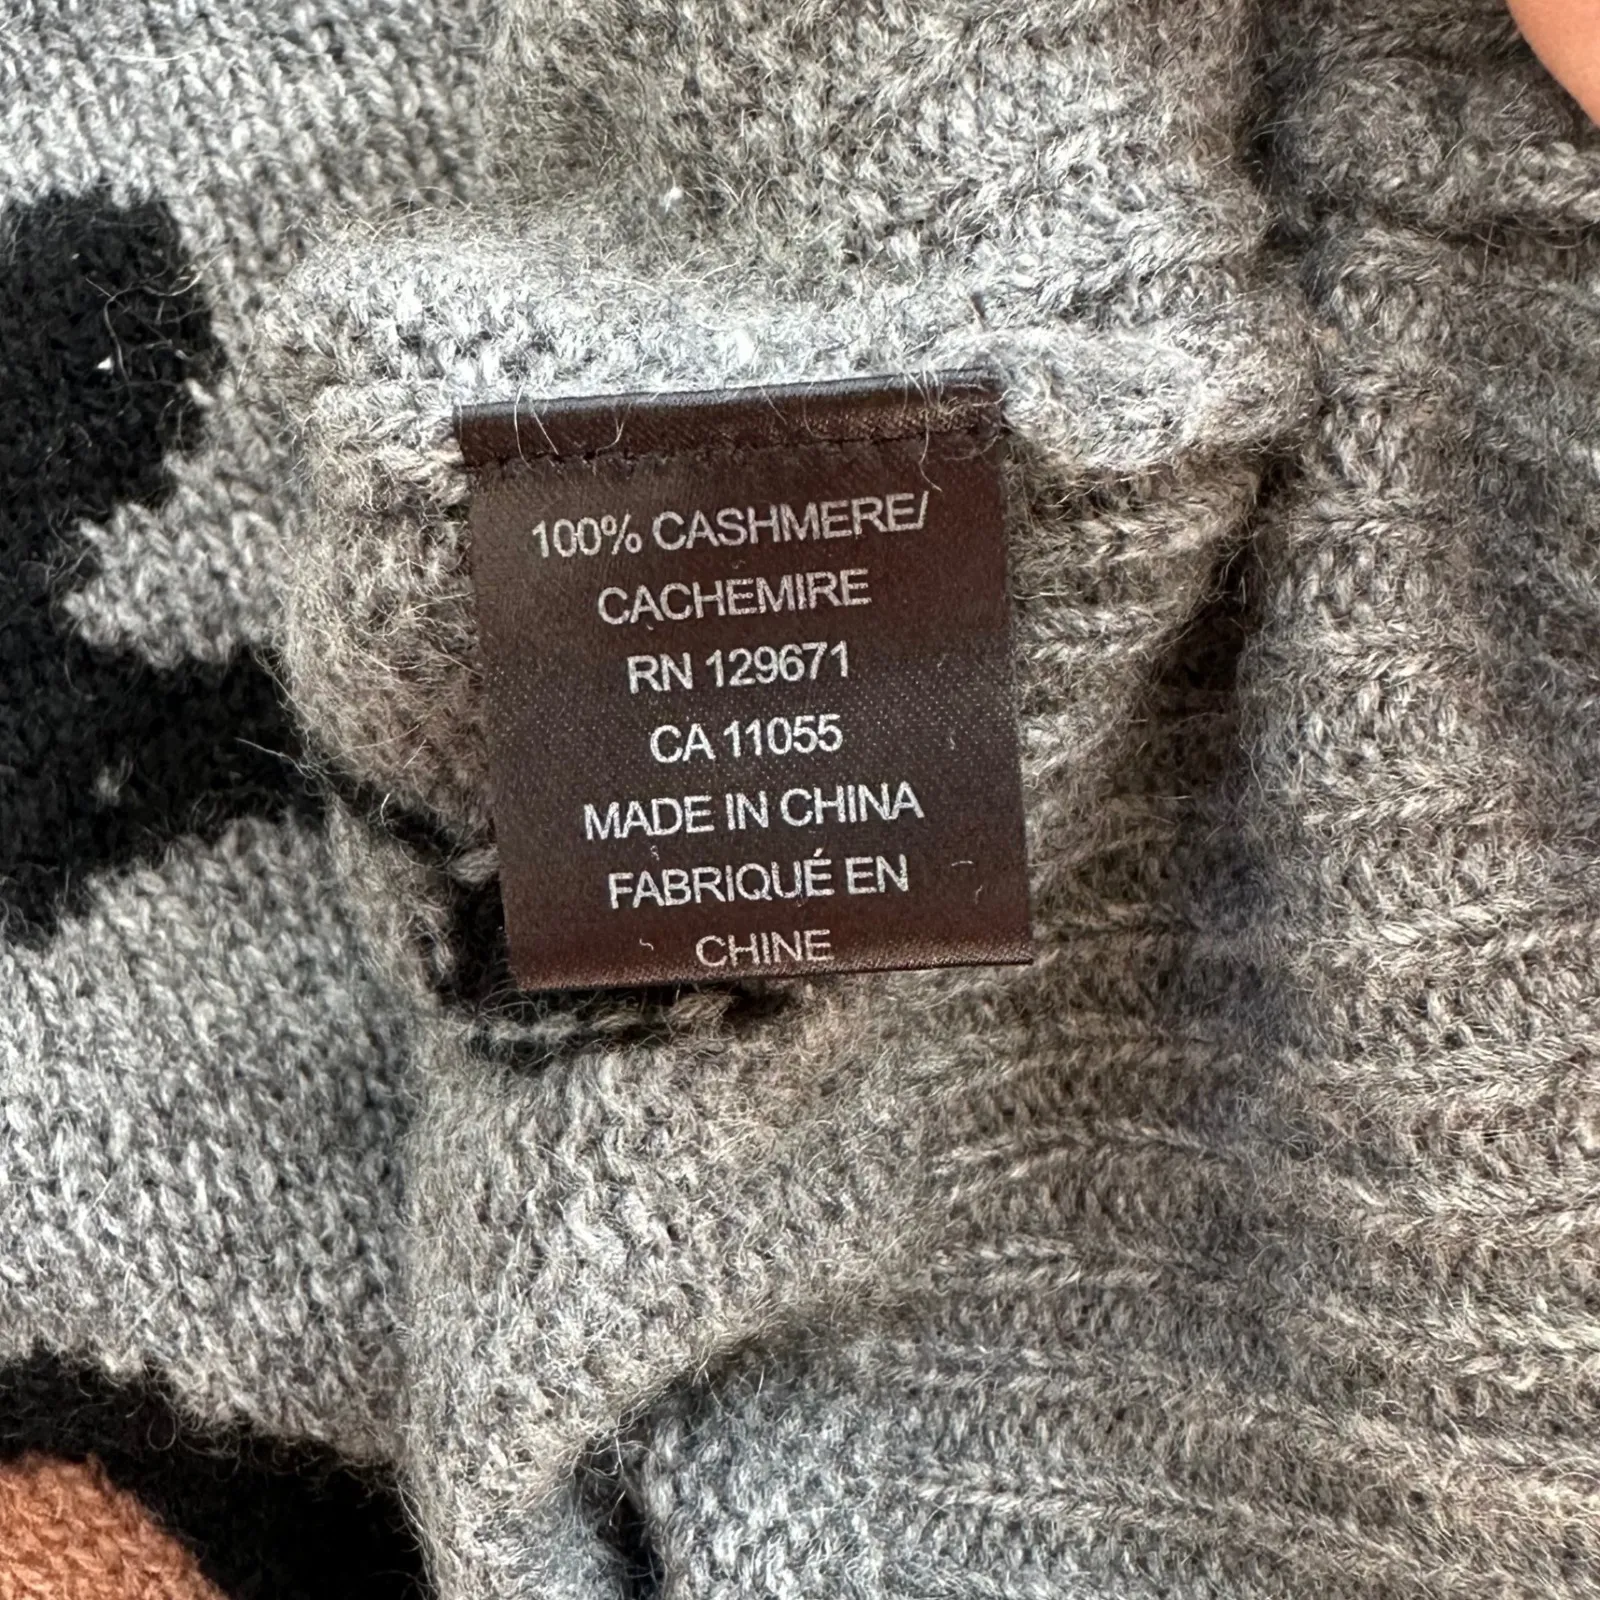 100% CASHMERE/
CACHEMIRE
RN 129671
CA 11055
MADE IN CHINA
FABRIQUÉ EN
CHINE